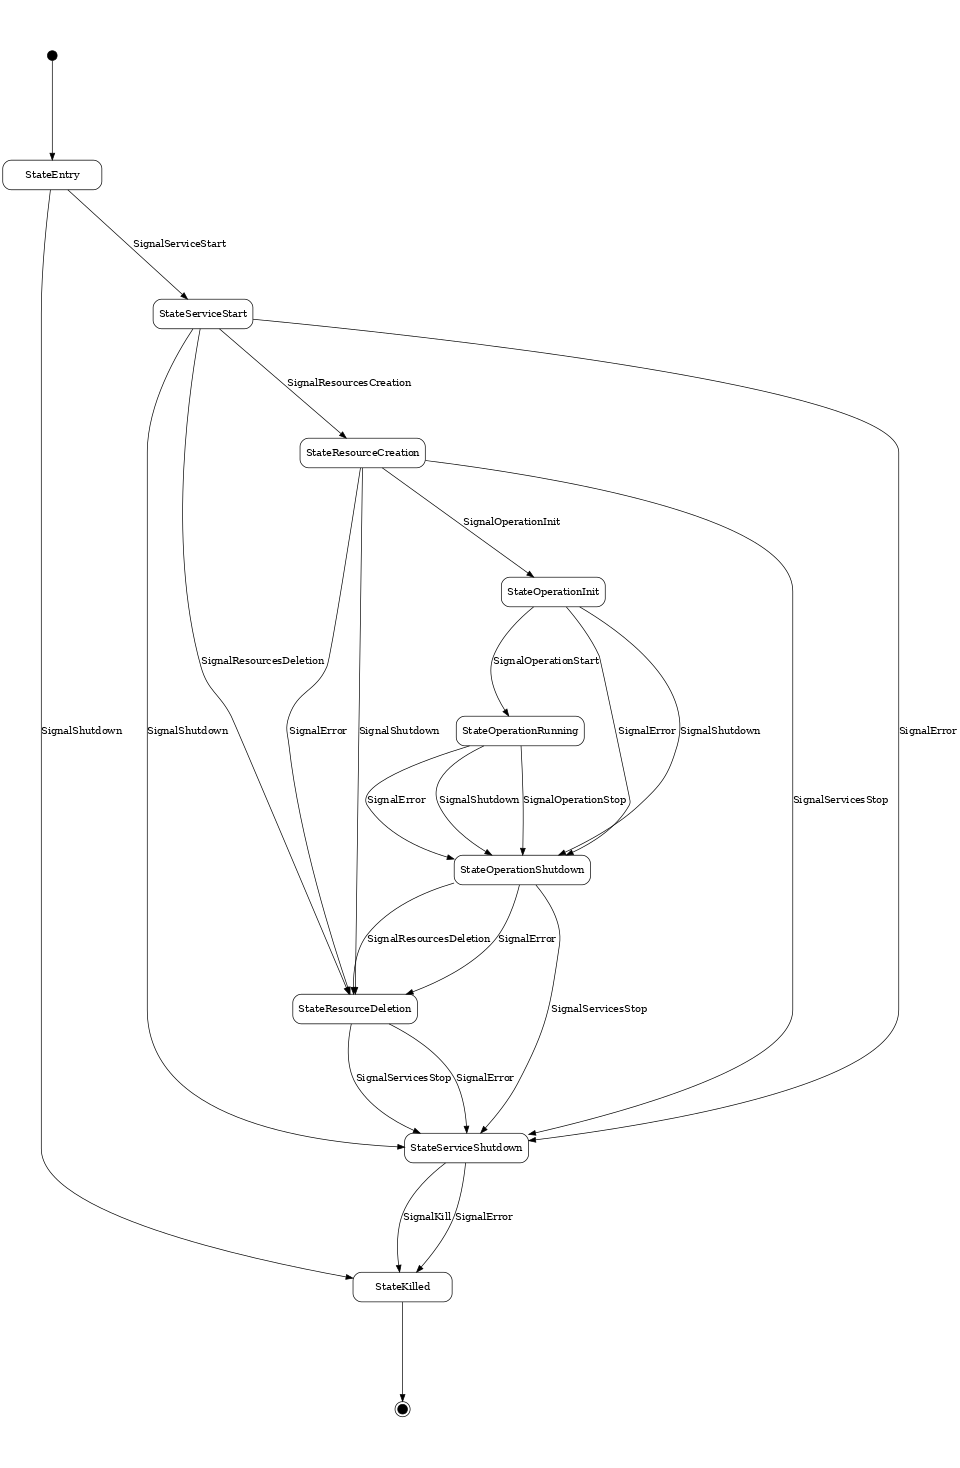 StateEntry
SignalServiceStart
StateServiceStart
SignalResourcesCreation
StateResourceCreation
SignalOperationInit
StateOperationInit
SignalResourcesDeletion
SignalOperationStart
SignalShutdown
SignalShutdown
SignalError
SignalShutdown
StateOperationRunning
SignalError
SignalShutdown
SignalError
SignalError
SignalShutdown
SignalOperationStop
SignalServicesStop
StateOperationShutdown
SignalResourcesDeletion
SignalError
StateResourceDeletion
SignalServicesStop
SignalServicesStop
SignalError
StateServiceShutdown
SignalKill
SignalError
StateKilled